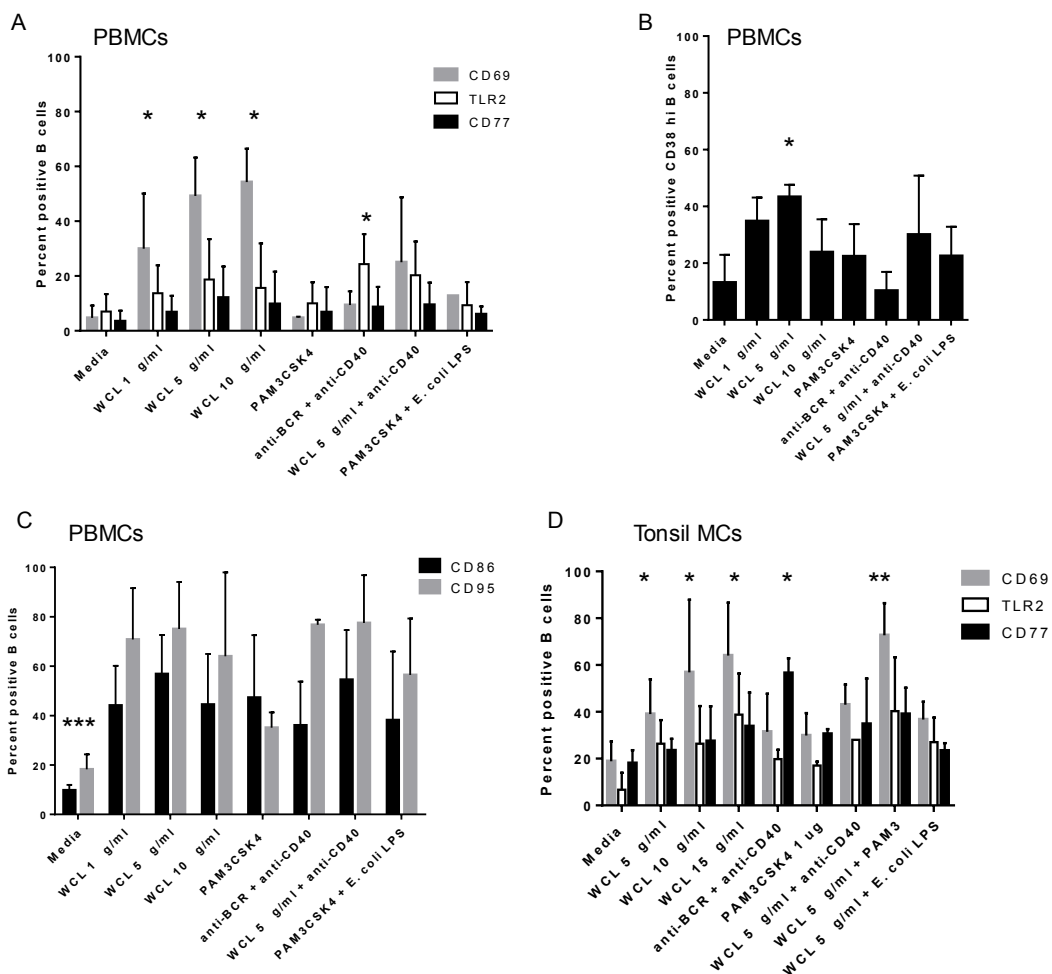 A
PBMCs
Percent positive B cells
100
80
60
40
20
0
CD69
TLR2
CD77
*
*
*
*
Media
WCL 1 g/ml
WCL 5 g/ml
WCL 10 g/ml
PAM3CSK4
anti-BCR + anti-CD40
WCL 5 g/ml + anti-CD40
PAM3CSK4 + E. coli LPS
B
PBMCs
Percent positive CD38 hi B cells
100
80
60
40
20
0
*
Media
WCL 1 g/ml
WCL 5 g/ml
WCL 10 g/ml
PAM3CSK4
anti-BCR + anti-CD40
WCL 5 g/ml + anti-CD40
PAM3CSK4 + E. coli LPS
C
PBMCs
Percent positive B cells
100
80
60
40
20
0
CD86
CD95
***
Media
WCL 1 g/ml
WCL 5 g/ml
WCL 10 g/ml
PAM3CSK4
anti-BCR + anti-CD40
WCL 5 g/ml + anti-CD40
PAM3CSK4 + E. coli LPS
D
Tonsil MCs
Percent positive B cells
100
80
60
40
20
0
CD69
TLR2
CD77
*
*
*
*
**
Media
WCL 5 g/ml
WCL 10 g/ml
WCL 15 g/ml
anti-BCR + anti-CD40
PAM3CSK4 1 ug
WCL 5 g/ml + anti-CD40
WCL 5 g/ml + PAM3
WCL 5 g/ml + E. coli LPS